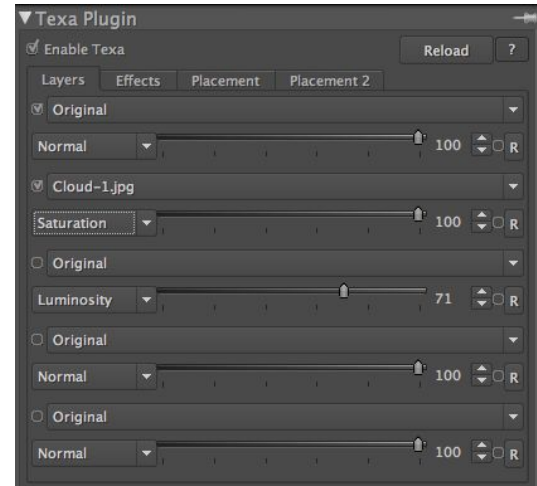 Texa Plugin
Enable Texa Reload ?
Layers Effects Placement Placement 2
Original
Normal 100 R
Cloud-1.jpg
Saturation 100 R
Original
Luminosity 71 R
Original
Normal 100 R
Original
Normal 100 R